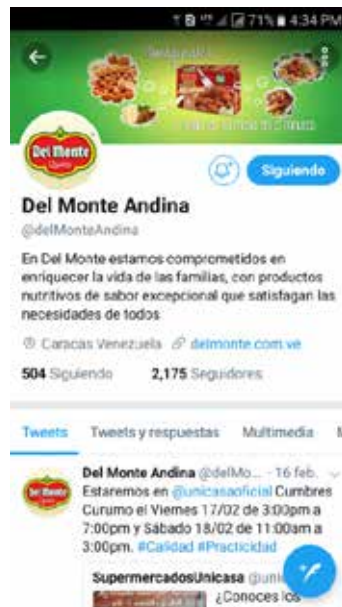 71% 4:34 PM
Del Monte
Quality
Siguiendo
Del Monte Andina
@delMonteAndina
En Del Monte estamos comprometidos en
enriquecer la vida de las familias, con productos
nutritivos de sabor excepcional que satisfagan las
necesidades de todos
Caracas Venezuela delmonte.com.ve
504 Siguiendo 2,175 Seguidores
Tweets Tweets y respuestas Multimedia M
Del Monte Andina @delMo... · 16 feb.
Estaremos en @unicasaoficial Cumbres
Curumo el Viernes 17/02 de 3:00pm a
7:00pm y Sábado 18/02 de 11:00am a
3:00pm. #Calidad #Practicidad
SupermercadosUnicasa @uni
¿Conoces los